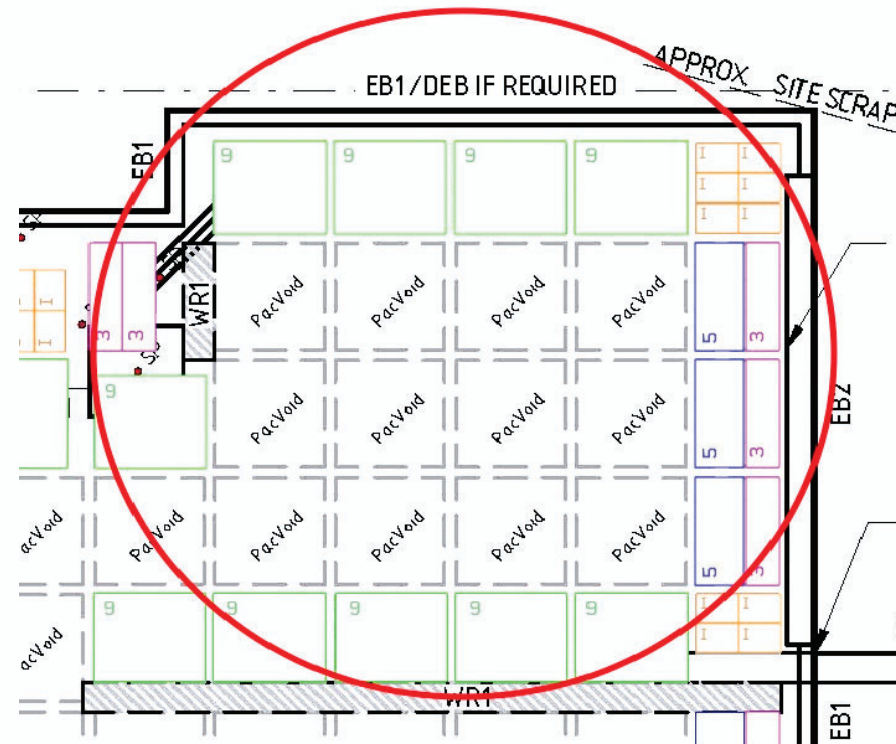 APPROX SITE SCRAP
EB1/DEB IF REQUIRED
EB1
9 9 9 9 I I
I I
I I
3 3
WR1
PacVoid PacVoid PacVoid PacVoid 5 3
I I
I I
EB2
9
9
PacVoid PacVoid PacVoid PacVoid 5 3
acVoid PacVoid PacVoid PacVoid PacVoid PacVoid 5 3
acVoid
9 9 9 9 9 I I
I I
WR1
EB1